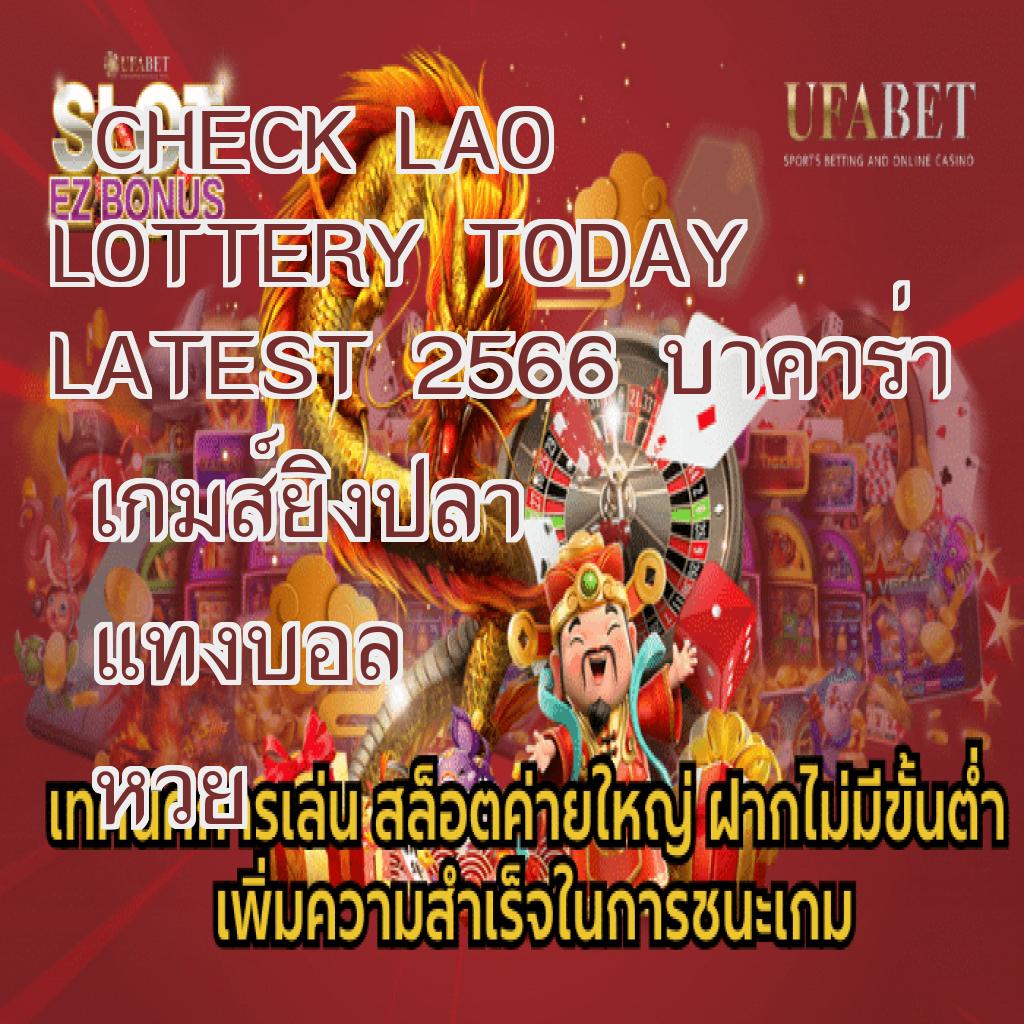 UFABET
SLOT
EZ BONUS
UFABET
SPORTS BETTING AND ONLINE CASINO
CHECK LAO
LOTTERY TODAY
LATEST 2566 บาคาร่า
เกมส์ยิงปลา
แทงบอล
หวย
สล็อตค่ายใหญ่ ฝากไม่มีขั้นต่ำ
เพิ่มความสำเร็จในการชนะเกม